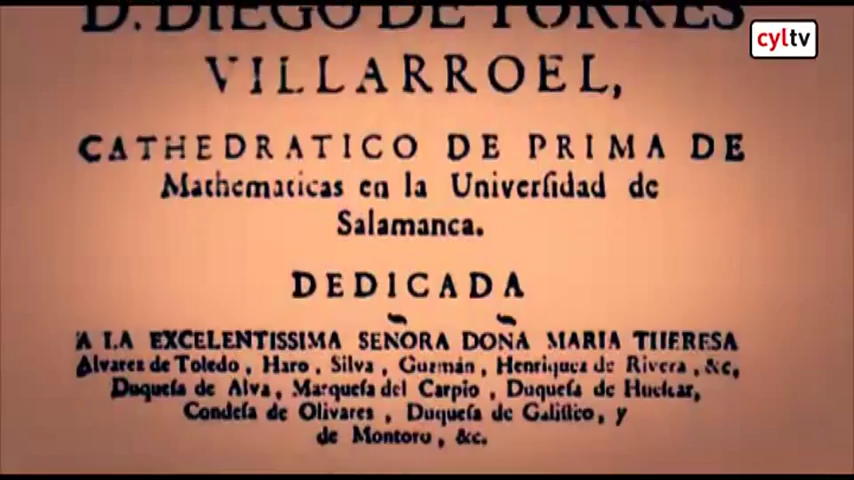 D. DIEGO DE TORRES
cyltv
VILLARROEL,
CATHEDRATICO DE PRIMA DE
Mathematicas en la Universidad de
Salamanca.
DEDICADA
A LA EXCELENTISSIMA SEÑORA DOÑA MARIA THERESA
Alvares de Toledo, Haro, Silva, Guzmán, Henriquez de Rivera, &c,
Duquesa de Alva, Marquesa del Carpio, Duquesa de Huescar,
Condesa de Olivares, Duquesa de Galisteo, y
de Montoro, &c.